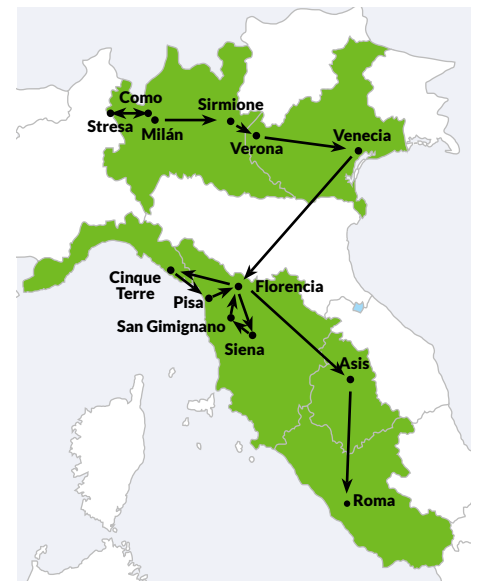 Como
Sirmione
Stresa
Milán
Verona
Venecia
Cinque
Terre
Pisa
Florencia
San Gimignano
Siena
Asis
Roma